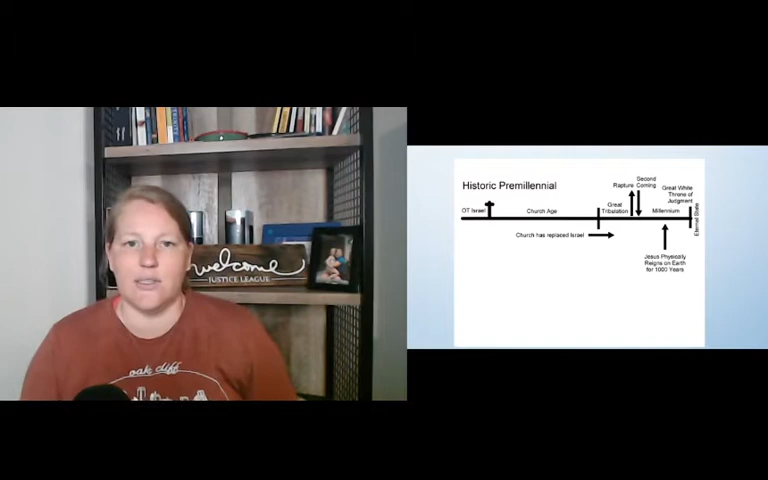 welcome
JUSTICE LEAGUE
oak cliff
Historic Premillennial
Second
Rapture Coming
Great White
Throne of
Judgment
OT Israel
Church Age
Great
Tribulation
Millennium
Eternal State
Church has replaced Israel
Jesus Physically
Reigns on Earth
for 1000 Years